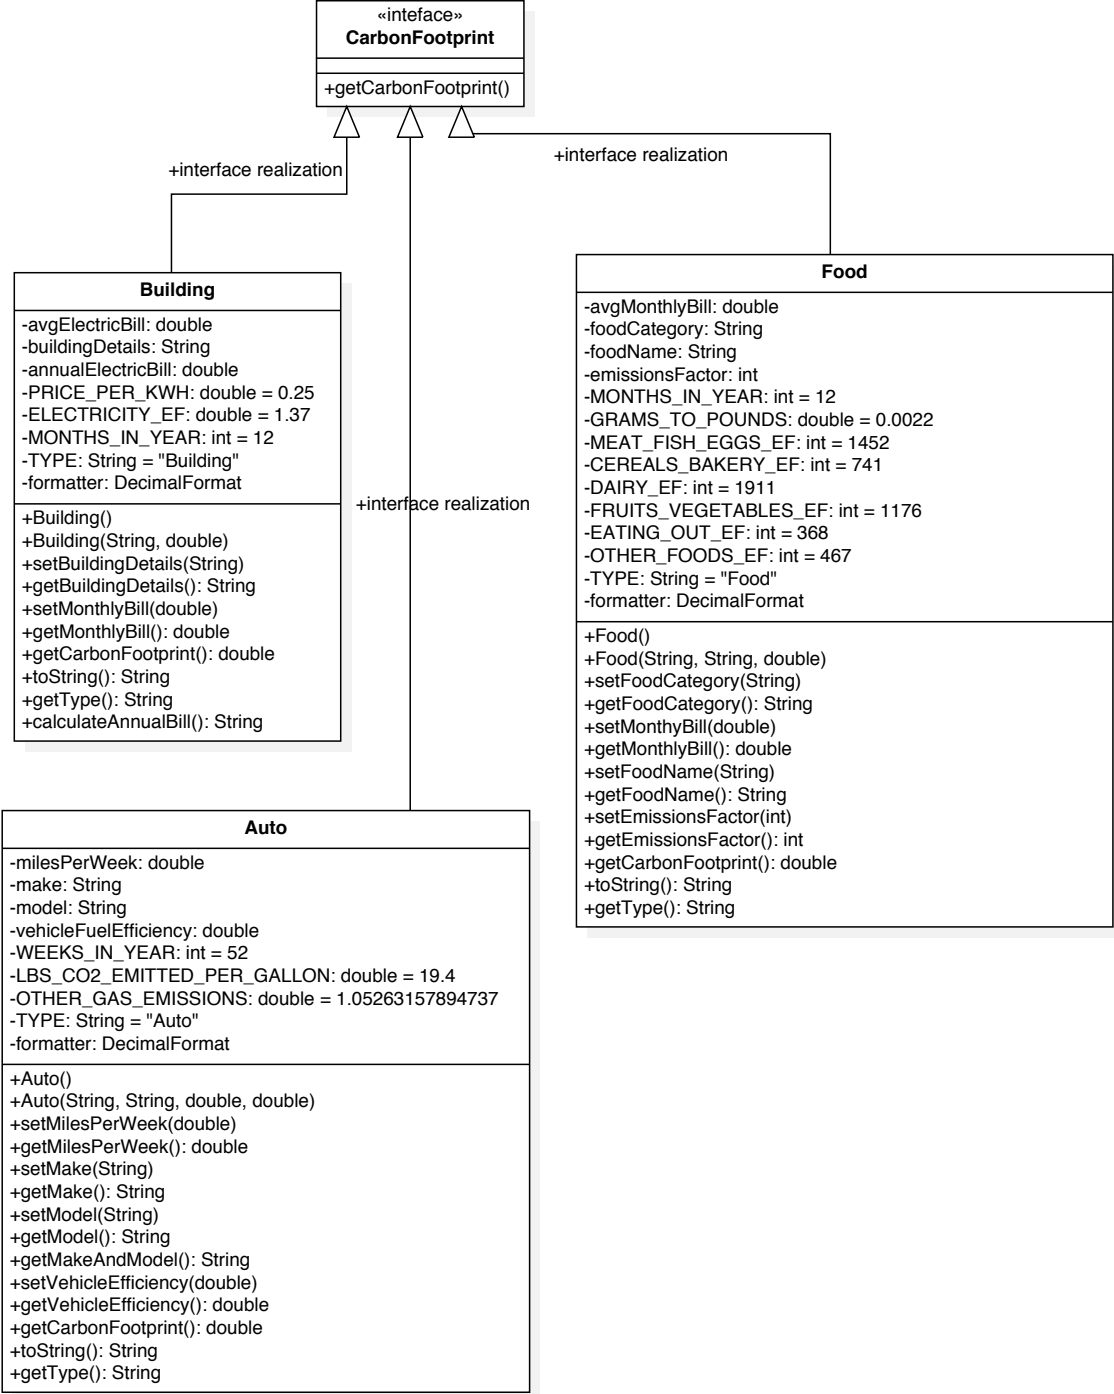 «inteface»
CarbonFootprint
+getCarbonFootprint()
+interface realization
+interface realization
+interface realization
Building
-avgElectricBill: double
-buildingDetails: String
-annualElectricBill: double
-PRICE_PER_KWH: double = 0.25
-ELECTRICITY_EF: double = 1.37
-MONTHS_IN_YEAR: int = 12
-TYPE: String = "Building"
-formatter: DecimalFormat
+Building()
+Building(String, double)
+setBuildingDetails(String)
+getBuildingDetails(): String
+setMonthlyBill(double)
+getMonthlyBill(): double
+getCarbonFootprint(): double
+toString(): String
+getType(): String
+calculateAnnualBill(): String
Food
-avgMonthlyBill: double
-foodCategory: String
-foodName: String
-emissionsFactor: int
-MONTHS_IN_YEAR: int = 12
-GRAMS_TO_POUNDS: double = 0.0022
-MEAT_FISH_EGGS_EF: int = 1452
-CEREALS_BAKERY_EF: int = 741
-DAIRY_EF: int = 1911
-FRUITS_VEGETABLES_EF: int = 1176
-EATING_OUT_EF: int = 368
-OTHER_FOODS_EF: int = 467
-TYPE: String = "Food"
-formatter: DecimalFormat
+Food()
+Food(String, String, double)
+setFoodCategory(String)
+getFoodCategory(): String
+setMonthyBill(double)
+getMonthlyBill(): double
+setFoodName(String)
+getFoodName(): String
+setEmissionsFactor(int)
+getEmissionsFactor(): int
+getCarbonFootprint(): double
+toString(): String
+getType(): String
Auto
-milesPerWeek: double
-make: String
-model: String
-vehicleFuelEfficiency: double
-WEEKS_IN_YEAR: int = 52
-LBS_CO2_EMITTED_PER_GALLON: double = 19.4
-OTHER_GAS_EMISSIONS: double = 1.05263157894737
-TYPE: String = "Auto"
-formatter: DecimalFormat
+Auto()
+Auto(String, String, double, double)
+setMilesPerWeek(double)
+getMilesPerWeek(): double
+setMake(String)
+getMake(): String
+setModel(String)
+getModel(): String
+getMakeAndModel(): String
+setVehicleEfficiency(double)
+getVehicleEfficiency(): double
+getCarbonFootprint(): double
+toString(): String
+getType(): String